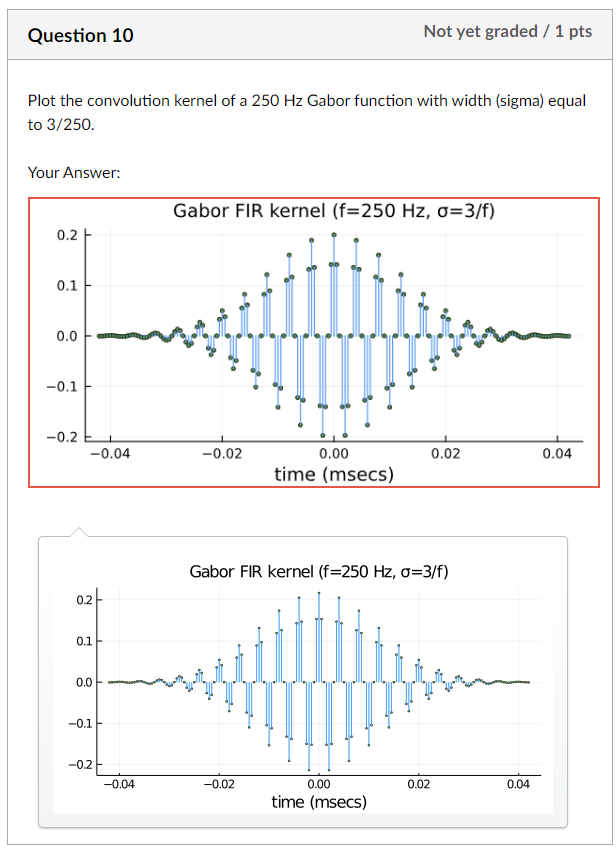 Question 10
Not yet graded / 1 pts
Plot the convolution kernel of a 250 Hz Gabor function with width (sigma) equal
to 3/250.
Your Answer:
Gabor FIR kernel (f=250 Hz, σ=3/f)
0.2
0.1
0.0
−0.1
−0.2
−0.04 −0.02 0.00 0.02 0.04
time (msecs)
Gabor FIR kernel (f=250 Hz, σ=3/f)
0.2
0.1
0.0
−0.1
−0.2
−0.04 −0.02 0.00 0.02 0.04
time (msecs)